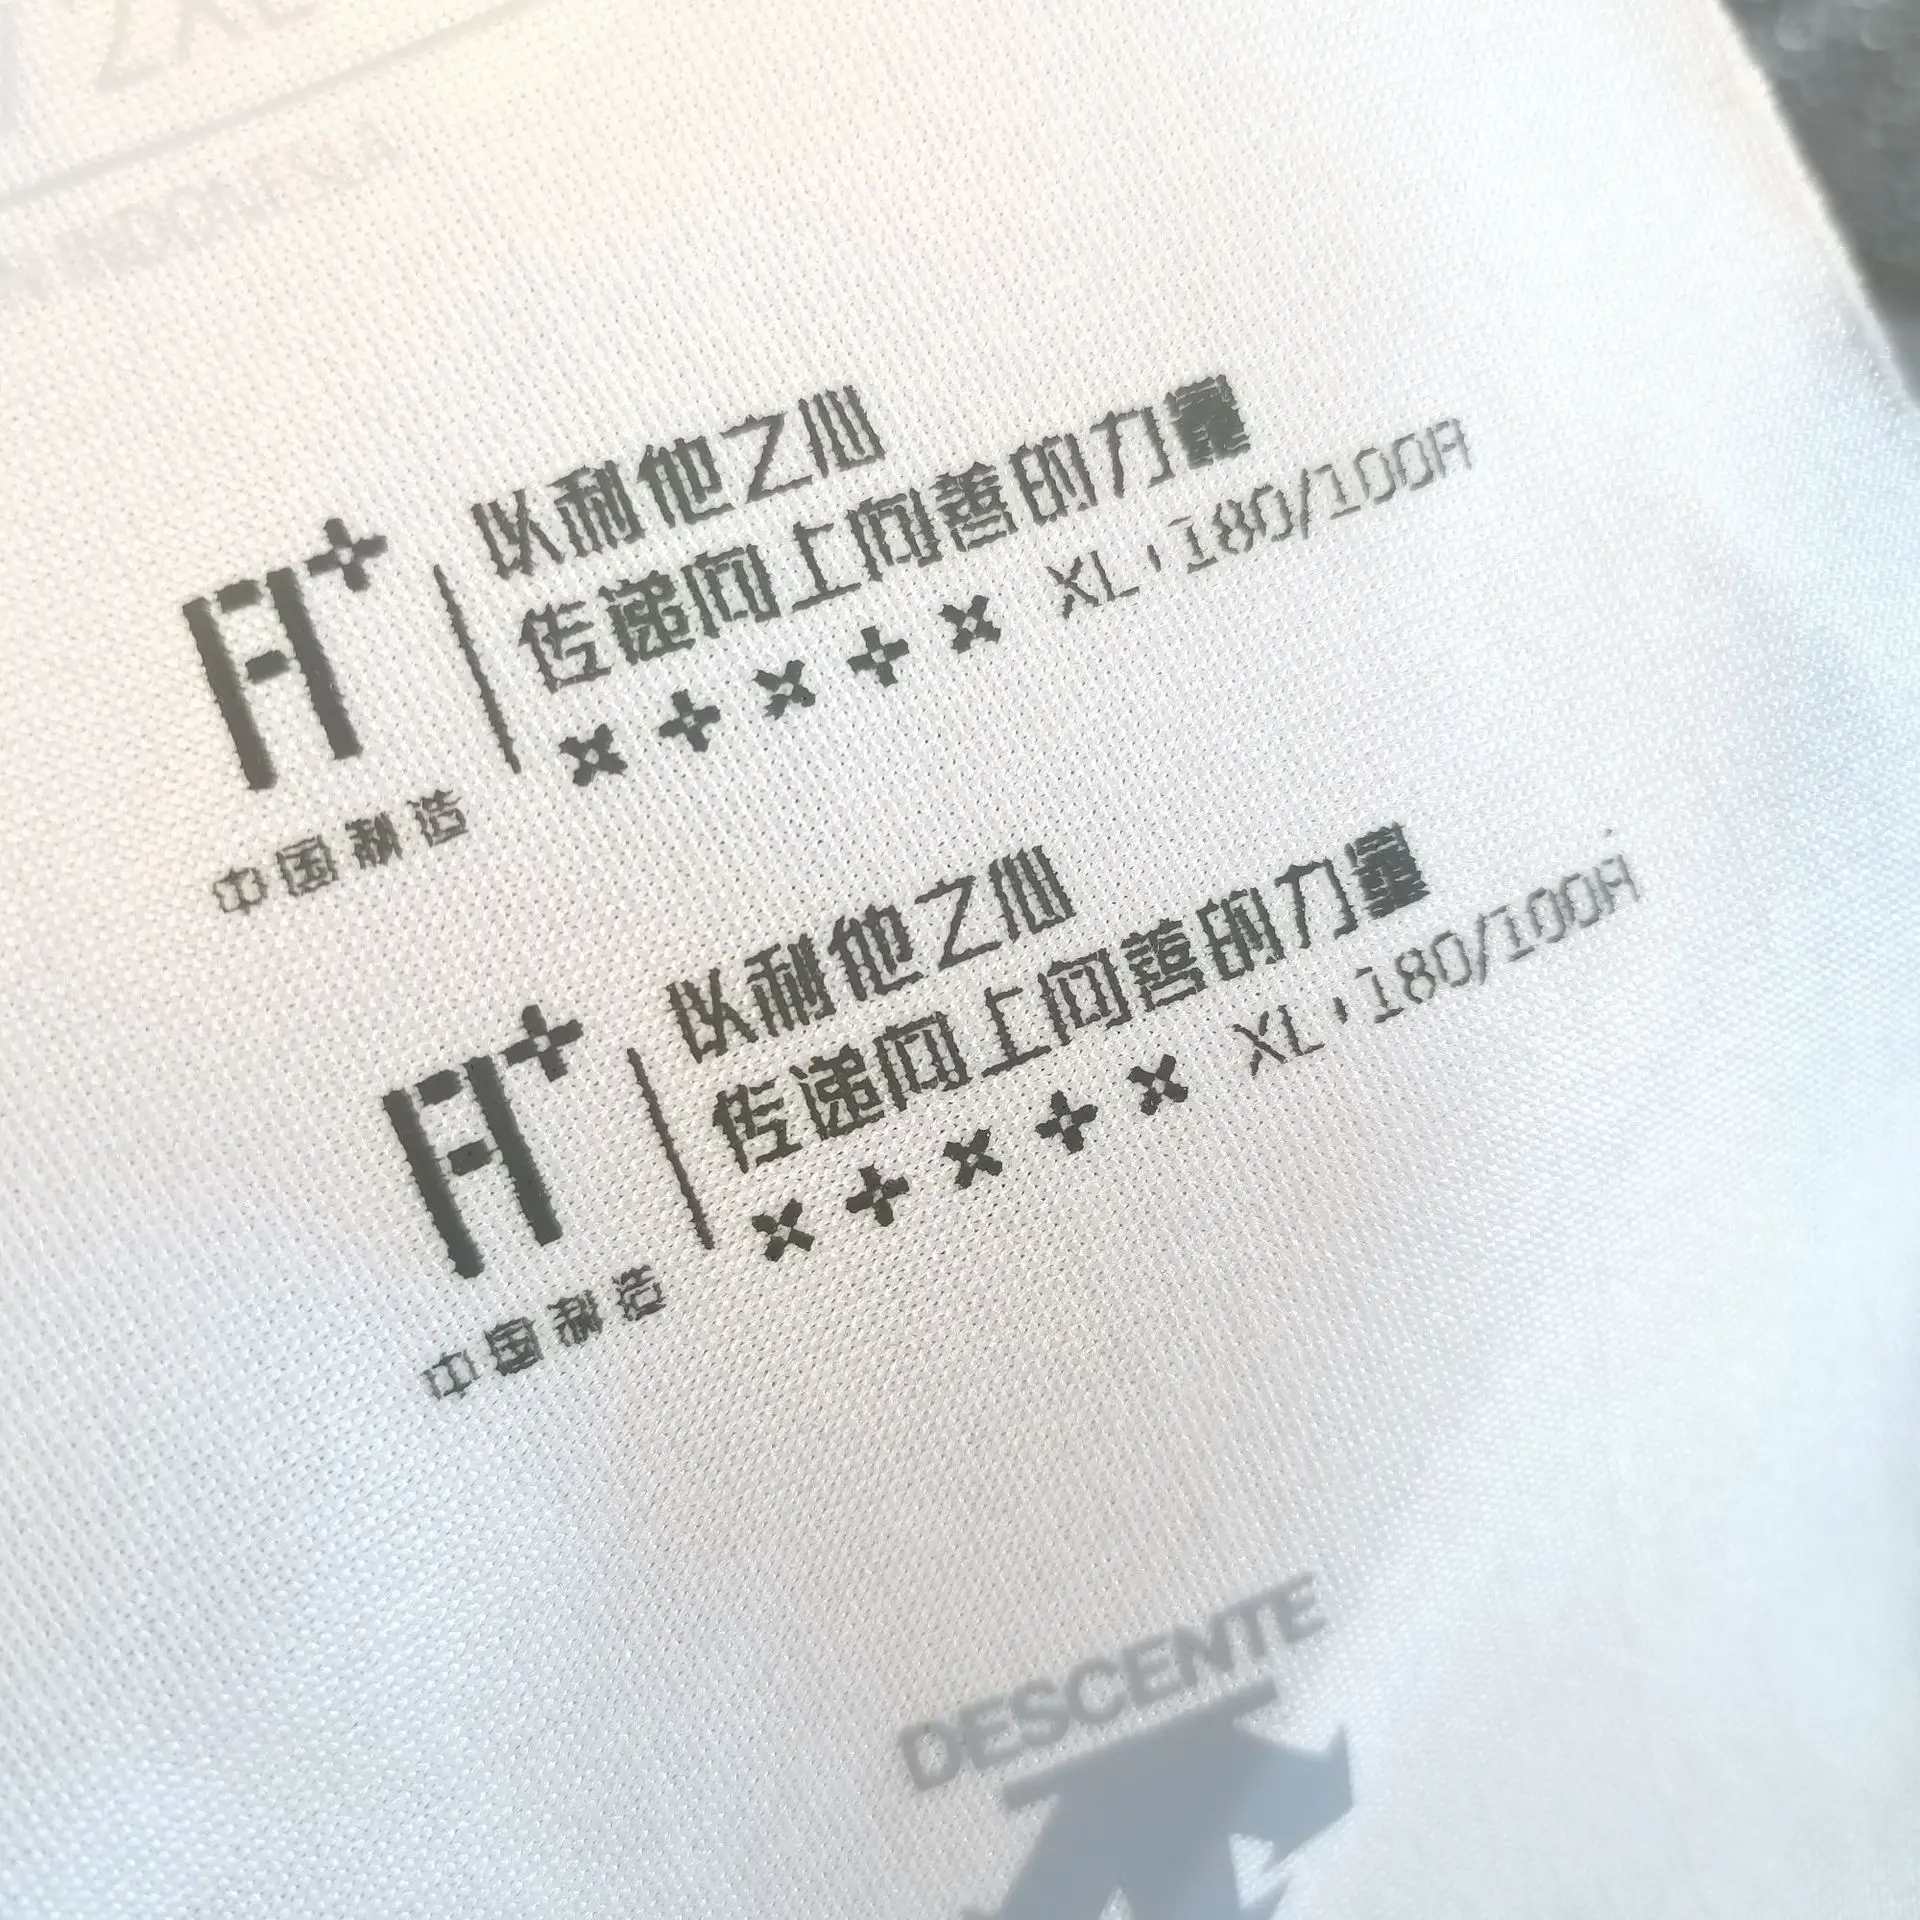 2XL
INDONESIA
A+
以利他之心
传递向上向善的力量
XL,180/100A
中国制造
A+
以利他之心
传递向上向善的力量
XL,180/100A
中国制造
DESCENTE